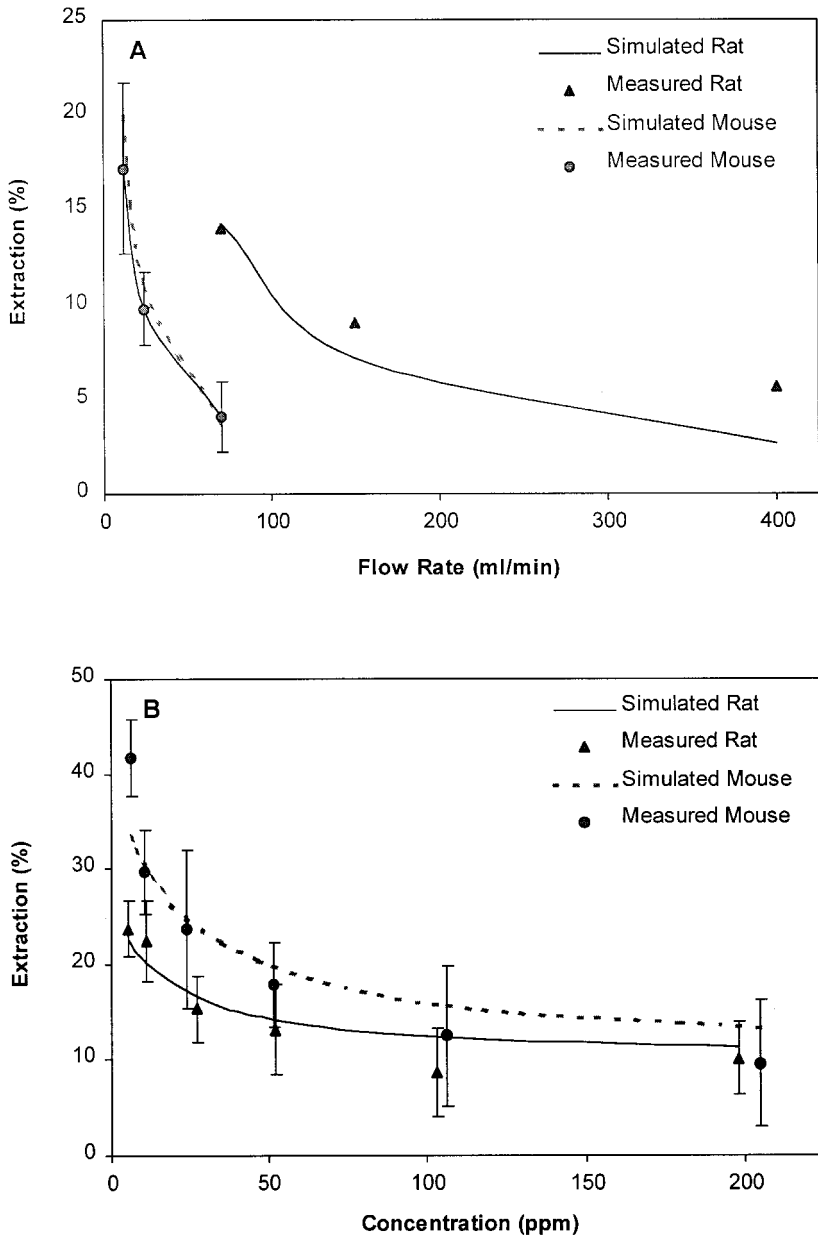 A
Simulated Rat
Measured Rat
Simulated Mouse
Measured Mouse
25
20
15
10
5
0
Extraction (%)
0 100 200 300 400
Flow Rate (ml/min)
B
Simulated Rat
Measured Rat
Simulated Mouse
Measured Mouse
50
40
30
20
10
0
Extraction (%)
0 50 100 150 200
Concentration (ppm)